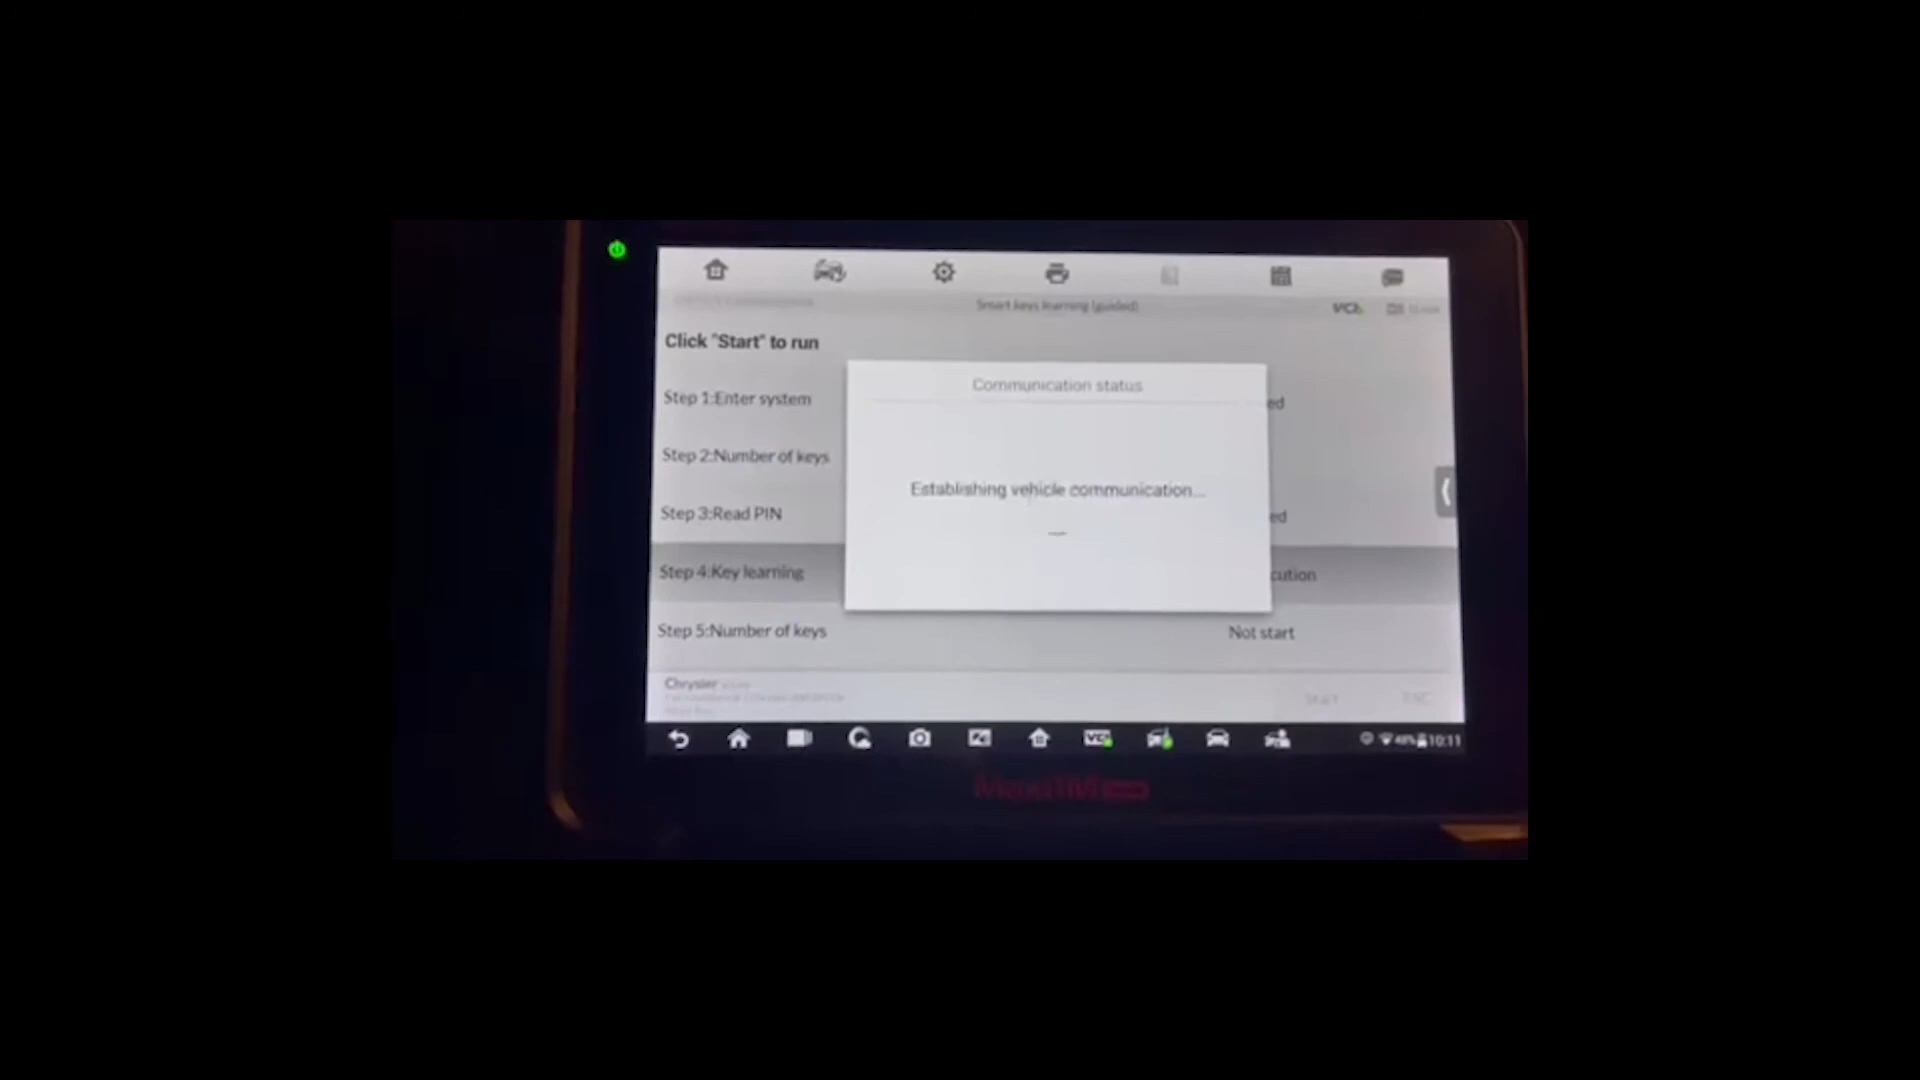 Smart keys learning (guided)
VCI
Click "Start" to run
Communication status
Step 1:Enter system
ed
Step 2:Number of keys
Establishing vehicle communication...
Step 3:Read PIN
ed
Step 4:Key learning
cution
Step 5:Number of keys
Not start
Chrysler
VCI
48%
10:11